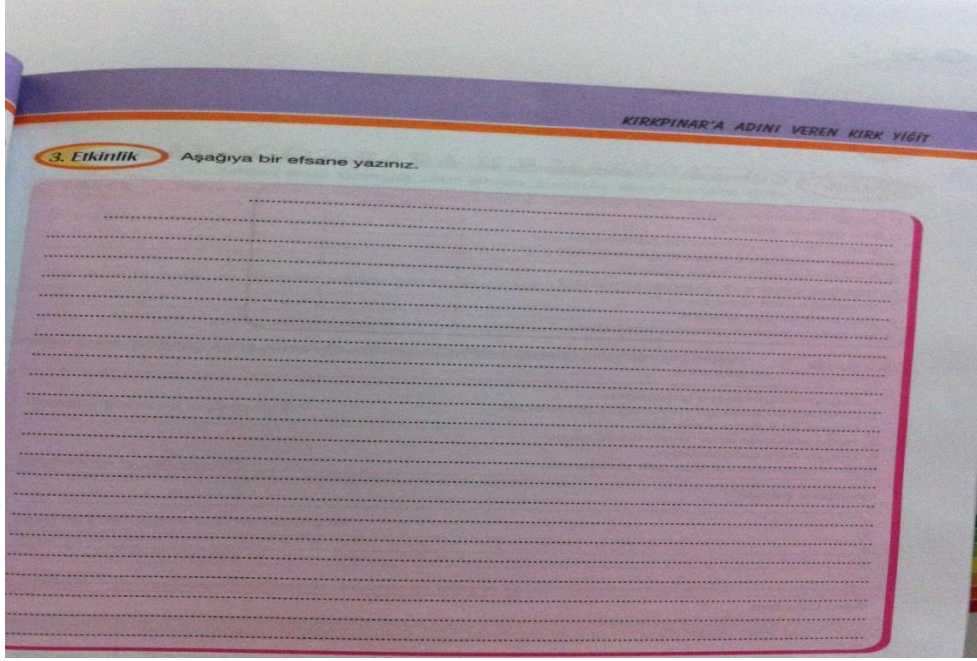 KIRKPINAR'A ADINI VEREN KIRK YİĞİT
3. Etkinlik Aşağıya bir efsane yazınız.